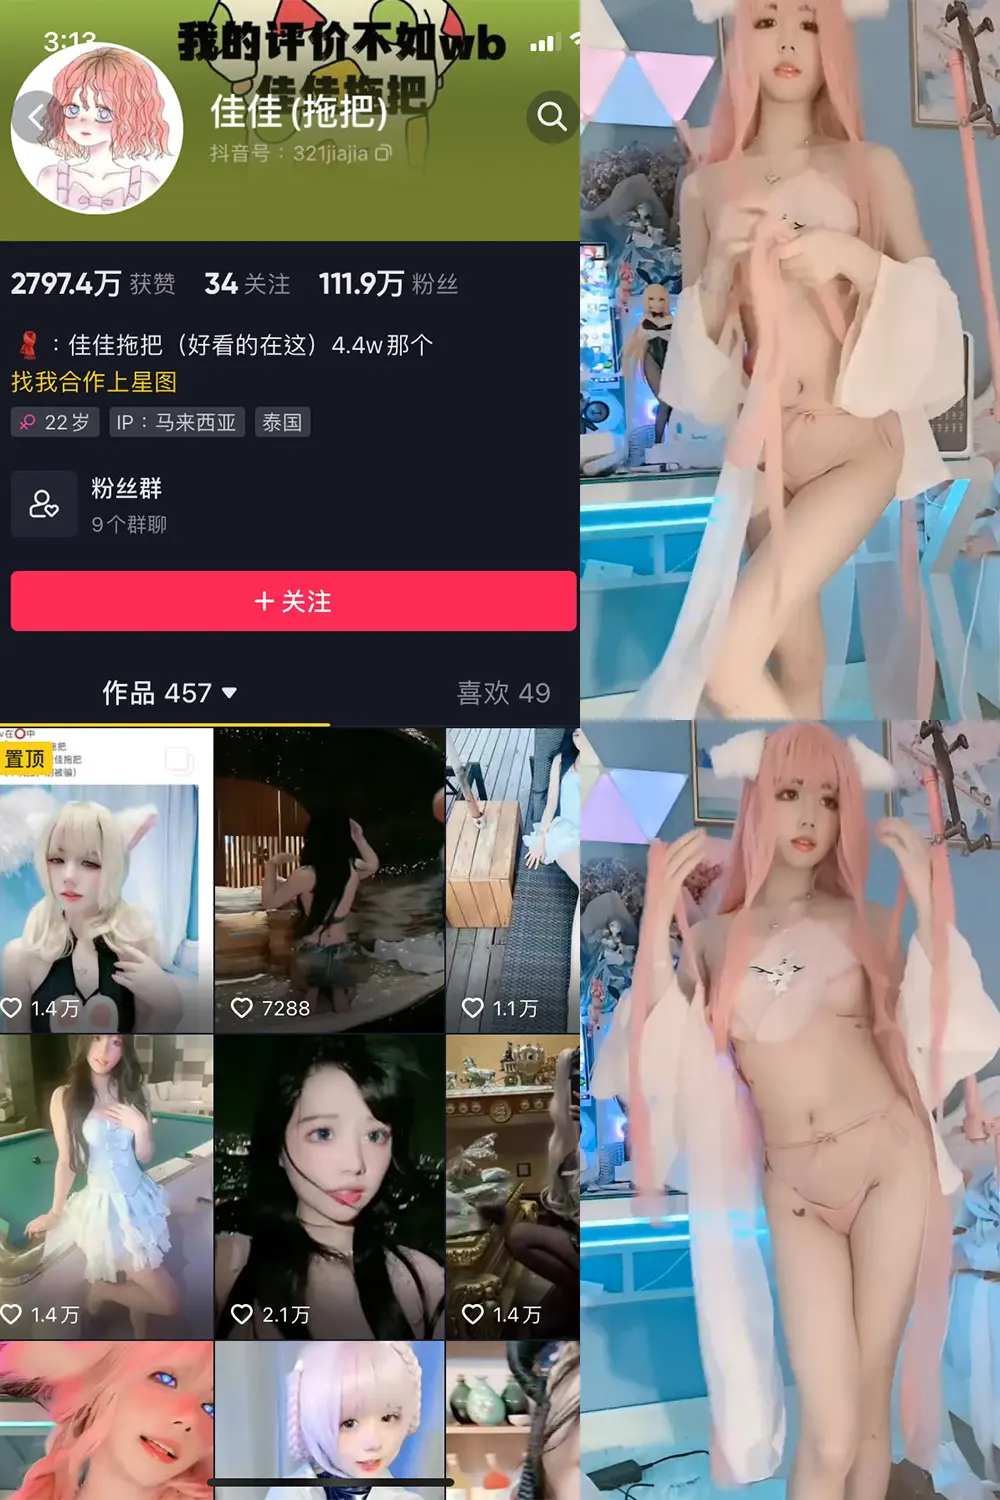 3:13
我的评价不如wb
佳佳拖把
佳佳(拖把)
抖音号：321jiajia
2797.4万 获赞 34 关注 111.9万 粉丝
：佳佳拖把（好看的在这）4.4w那个
找我合作上星图
22岁 IP：马来西亚 泰国
粉丝群
9个群聊
+ 关注
作品 457 喜欢 49
置顶
1.4万 7288 1.1万
1.4万 2.1万 1.4万